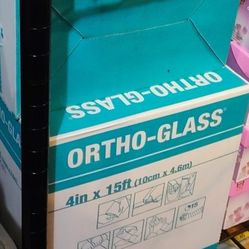 ORTHO-GLASS
ORTHO-GLASS®
4in x 15ft (10cm x 4.6m)